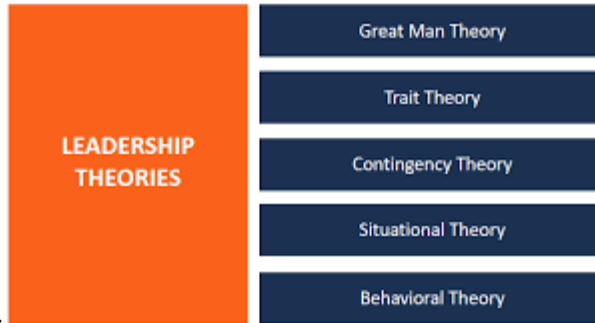 LEADERSHIP
THEORIES
Great Man Theory
Trait Theory
Contingency Theory
Situational Theory
Behavioral Theory